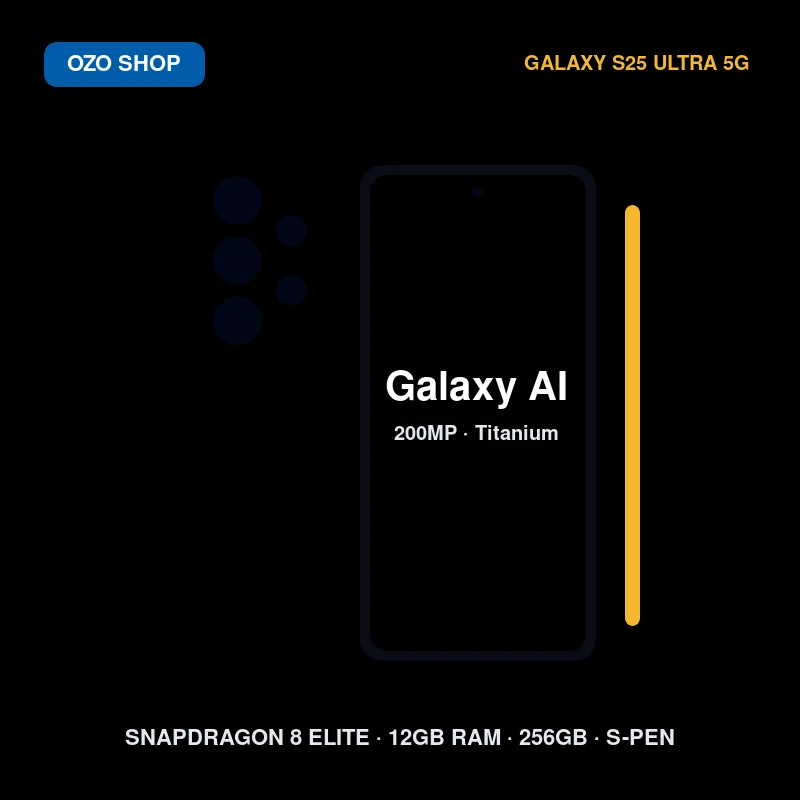 OZO SHOP
GALAXY S25 ULTRA 5G
Galaxy AI
200MP · Titanium
SNAPDRAGON 8 ELITE · 12GB RAM · 256GB · S-PEN